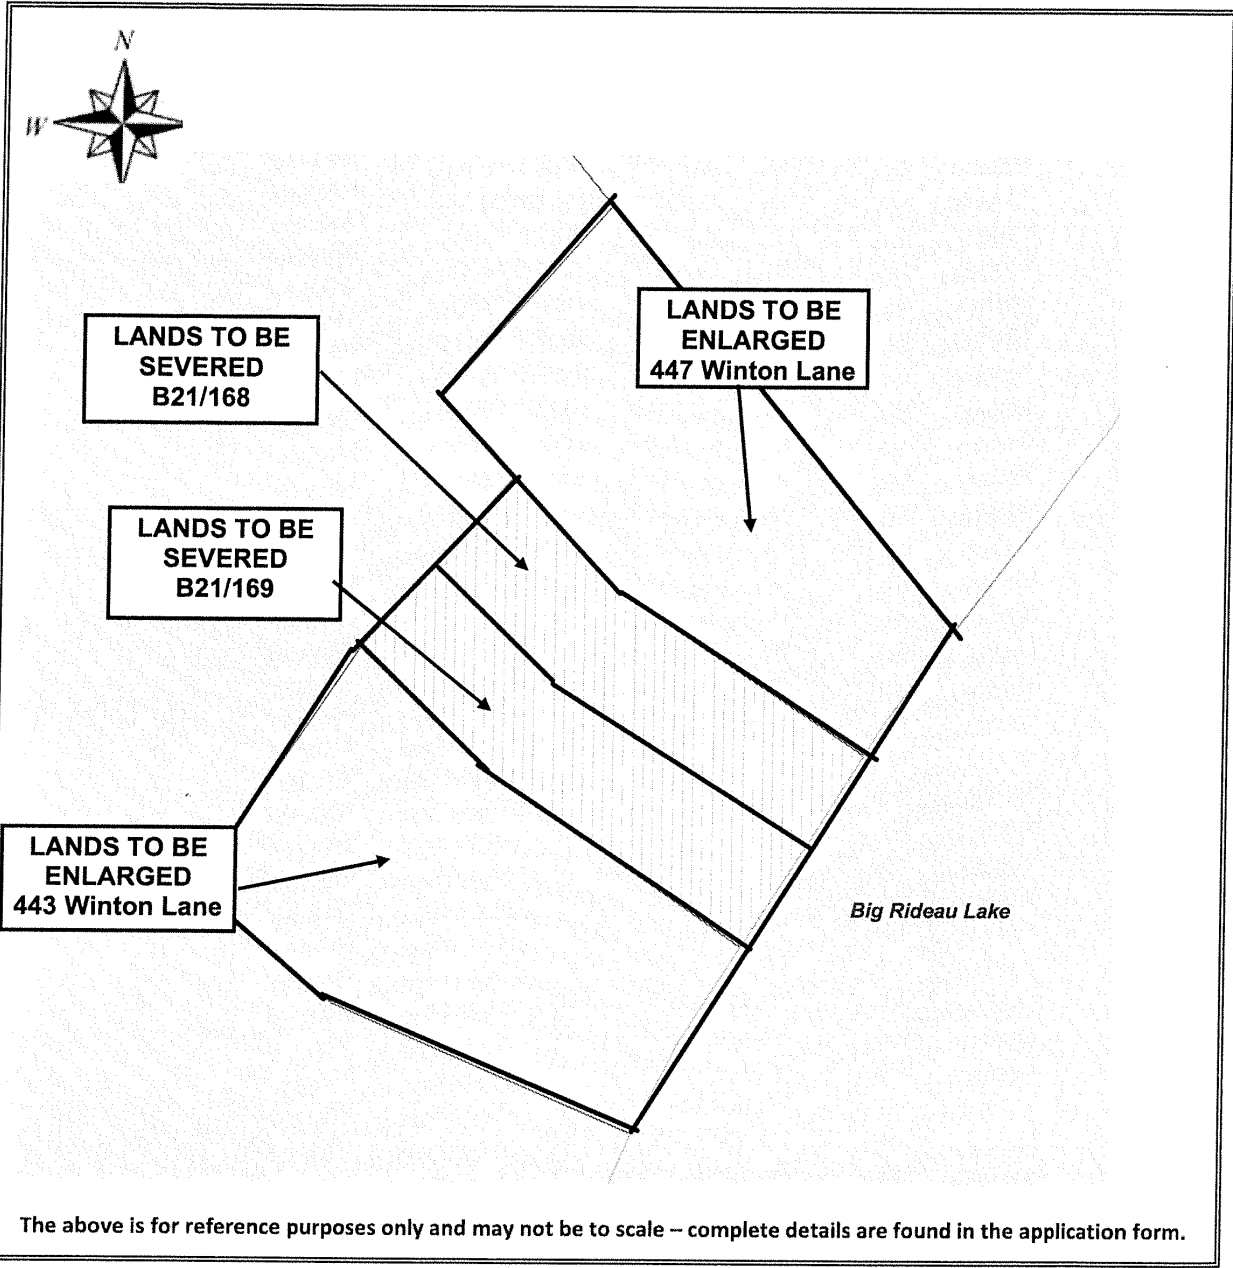 N
W
LANDS TO BE
ENLARGED
447 Winton Lane
LANDS TO BE
SEVERED
B21/168
LANDS TO BE
SEVERED
B21/169
LANDS TO BE
ENLARGED
443 Winton Lane
Big Rideau Lake
The above is for reference purposes only and may not be to scale – complete details are found in the application form.